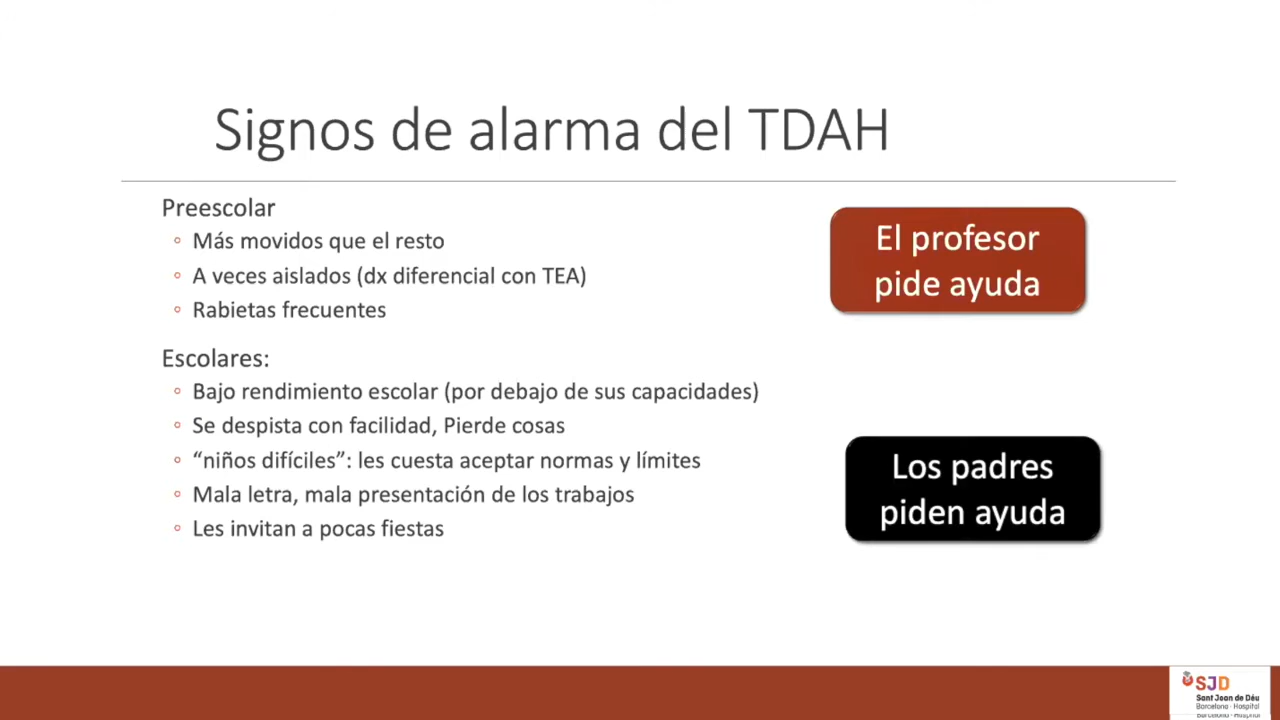 Signos de alarma del TDAH
Preescolar
◦ Más movidos que el resto
◦ A veces aislados (dx diferencial con TEA)
◦ Rabietas frecuentes
El profesor
pide ayuda
Escolares:
◦ Bajo rendimiento escolar (por debajo de sus capacidades)
◦ Se despista con facilidad, Pierde cosas
◦ “niños difíciles”: les cuesta aceptar normas y límites
◦ Mala letra, mala presentación de los trabajos
◦ Les invitan a pocas fiestas
Los padres
piden ayuda
SJD
Sant Joan de Déu
Barcelona · Hospital
Barcelona · Hospital